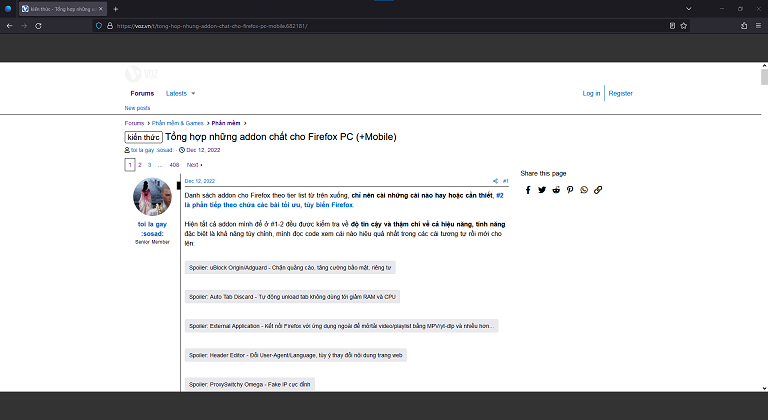 kiến thức - Tổng hợp những ad
https://voz.vn/t/tong-hop-nhung-addon-chat-cho-firefox-pc-mobile.682181/
voz
Forums Latests Log in Register
New posts
Forums Phần mềm & Games Phần mềm
kiến thức Tổng hợp những addon chất cho Firefox PC (+Mobile)
toi la gay :sosad: · Dec 12, 2022
1 2 3 ... 408 Next
Dec 12, 2022 #1
Share this page
Danh sách addon cho Firefox theo tier list từ trên xuống, chỉ nên cài những cái nào hay hoặc cần thiết, #2
là phần tiếp theo chứa các bài tối ưu, tùy biến Firefox
toi la gay
:sosad:
Senior Member
Hiện tất cả addon mình để ở #1-2 đều được kiểm tra về độ tin cậy và thậm chí về cả hiệu năng, tính năng
đặc biệt là khả năng tùy chỉnh, mình đọc code xem cái nào hiệu quả nhất trong các cái tương tự rồi mới cho
lên:
Spoiler: uBlock Origin/Adguard - Chặn quảng cáo, tăng cường bảo mật, riêng tư
Spoiler: Auto Tab Discard - Tự động unload tab không dùng tới giảm RAM và CPU
Spoiler: External Application - Kết nối Firefox với ứng dụng ngoài để mở/tải video/playlist bằng MPV/yt-dlp và nhiều hơn...
Spoiler: Header Editor - Đổi User-Agent/Language, tùy ý thay đổi nội dung trang web
Spoiler: ProxySwitchy Omega - Fake IP cực đỉnh